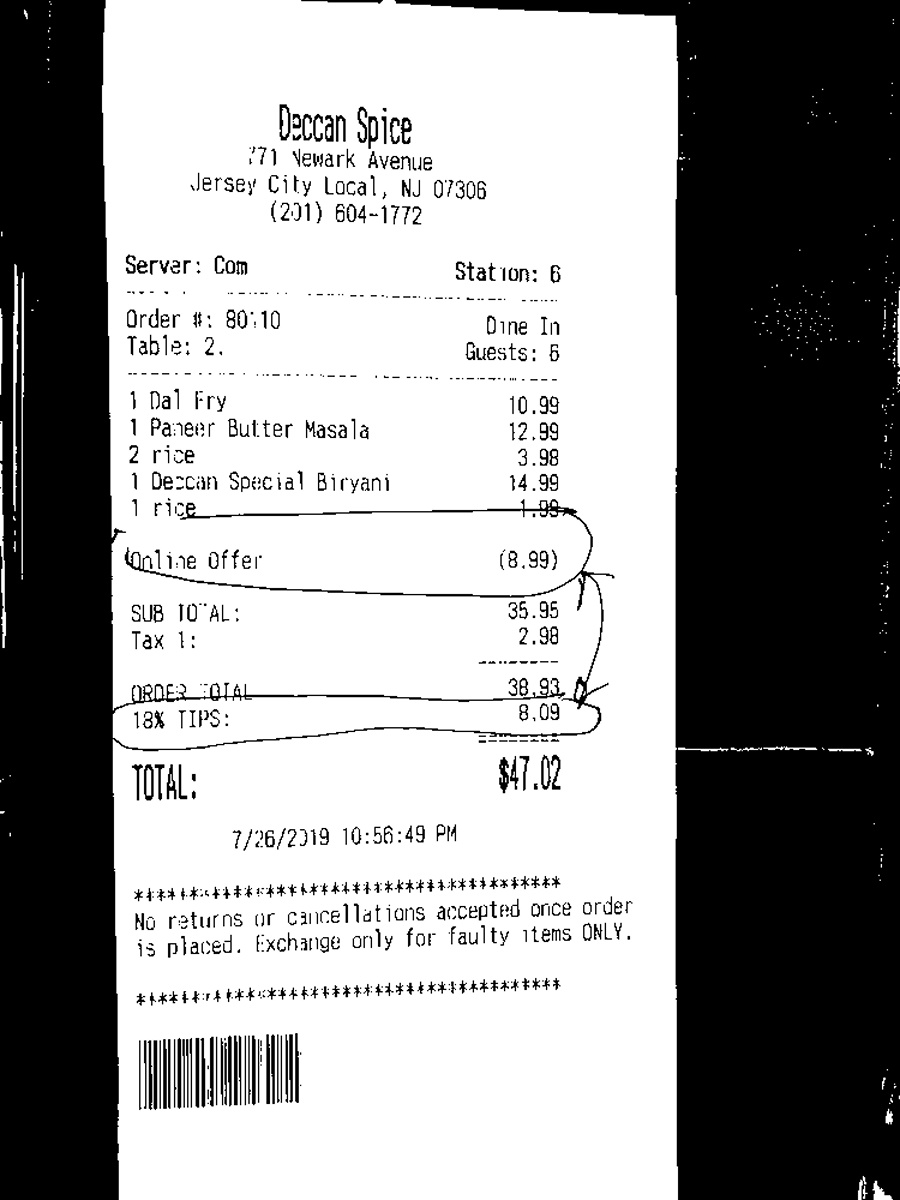 Deccan Spice
771 Newark Avenue
Jersey City Local, NJ 07306
(201) 604-1772
Server: Com Station: 6
Order #: Dine In
Table: 2. Guests: 6
1 Dal Fry 10.99
1 Paneer Butter Masala 12.99
2 rice 3.98
1 Deccan Special Biryani 14.99
1 rice 1.99
Online Offer (8.99)
SUB TOTAL: 35.95
Tax 1: 2.98
ORDER TOTAL 38.93
18% TIPS: 8.09
TOTAL: $47.02
7/26/2019 10:56:49 PM
****************************************
No returns or cancellations accepted once order
is placed. Exchange only for faulty items ONLY.
****************************************